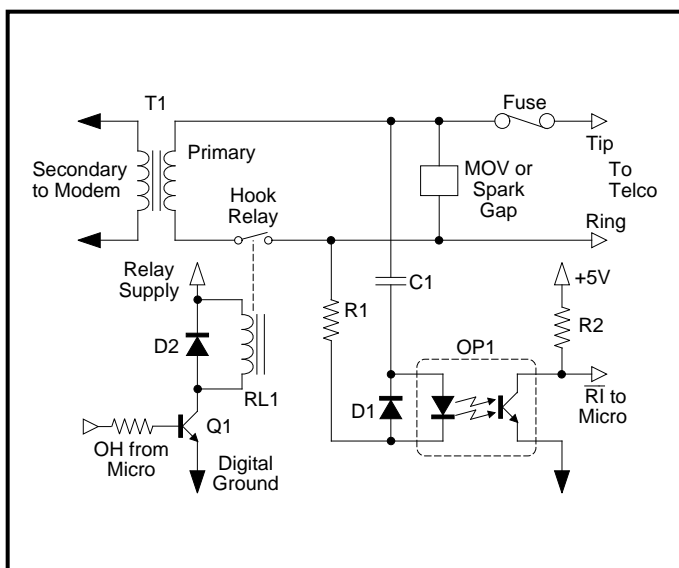 T1
Fuse
Tip
Primary
Secondary
to Modem
MOV or
Spark
Gap
To
Telco
Hook
Relay
Ring
Relay
Supply
C1
+5V
R1
R2
D2
OP1
RL1
D1
RI to
Micro
Q1
OH from
Micro
Digital
Ground